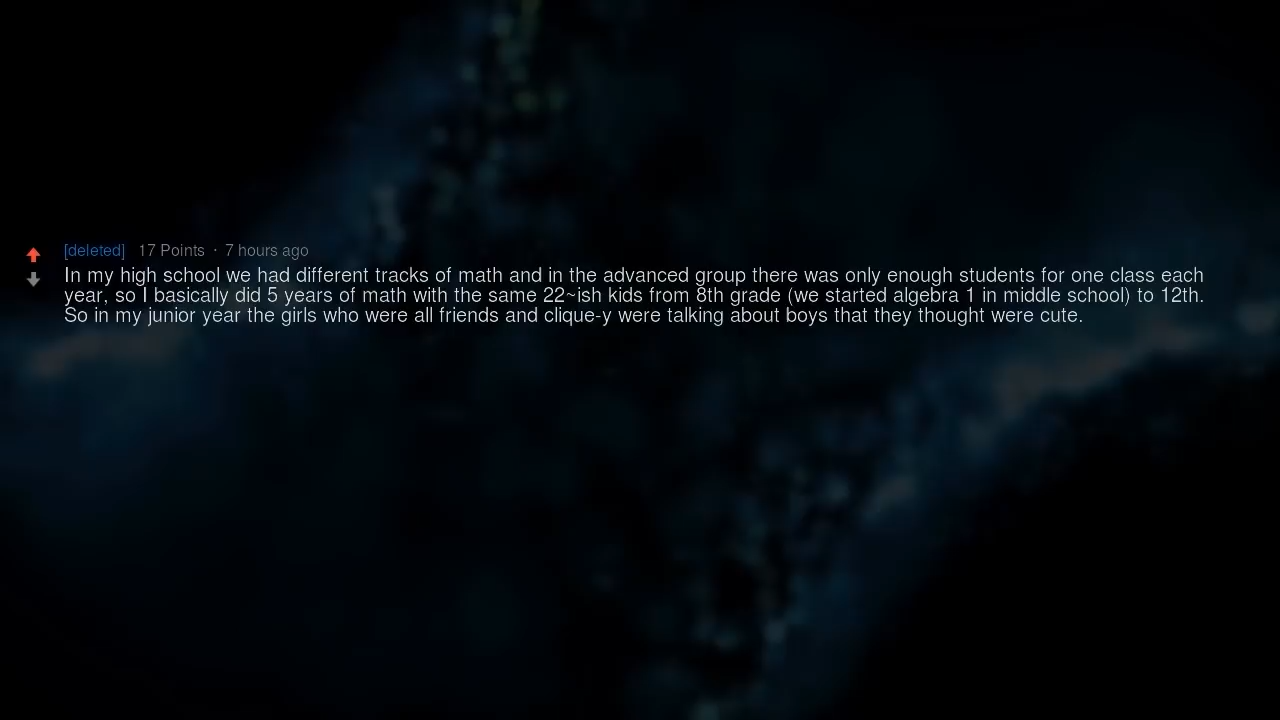 [deleted] 17 Points · 7 hours ago
In my high school we had different tracks of math and in the advanced group there was only enough students for one class each
year, so I basically did 5 years of math with the same 22~ish kids from 8th grade (we started algebra 1 in middle school) to 12th.
So in my junior year the girls who were all friends and clique-y were talking about boys that they thought were cute.